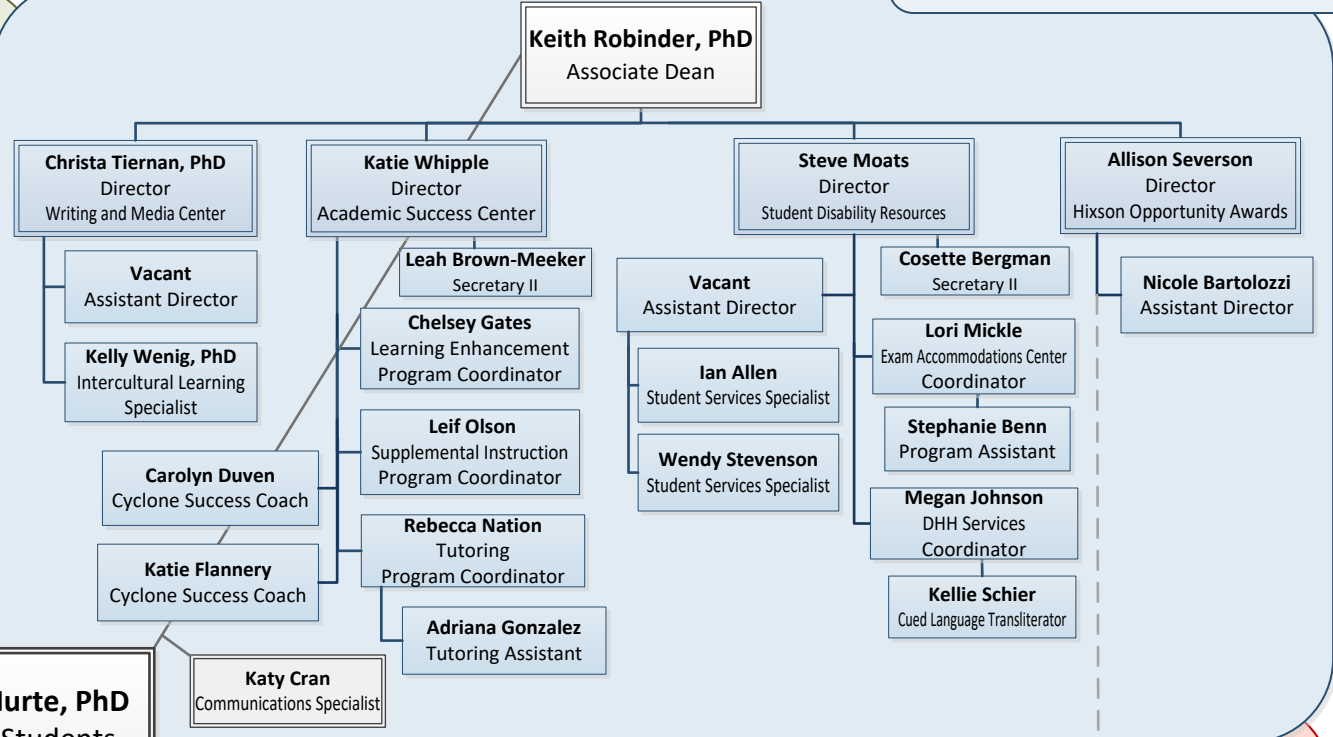 Keith Robinder, PhD
Associate Dean
Christa Tiernan, PhD
Director
Writing and Media Center
Vacant
Assistant Director
Kelly Wenig, PhD
Intercultural Learning
Specialist
Katie Whipple
Director
Academic Success Center
Leah Brown-Meeker
Secretary II
Chelsey Gates
Learning Enhancement
Program Coordinator
Leif Olson
Supplemental Instruction
Program Coordinator
Carolyn Duven
Cyclone Success Coach
Rebecca Nation
Tutoring
Program Coordinator
Katie Flannery
Cyclone Success Coach
Adriana Gonzalez
Tutoring Assistant
Steve Moats
Director
Student Disability Resources
Cosette Bergman
Secretary II
Vacant
Assistant Director
Ian Allen
Student Services Specialist
Wendy Stevenson
Student Services Specialist
Lori Mickle
Exam Accommodations Center
Coordinator
Stephanie Benn
Program Assistant
Megan Johnson
DHH Services
Coordinator
Kellie Schier
Cued Language Transliterator
Allison Severson
Director
Hixson Opportunity Awards
Nicole Bartolozzi
Assistant Director
Katy Cran
Communications Specialist
PhD
Students